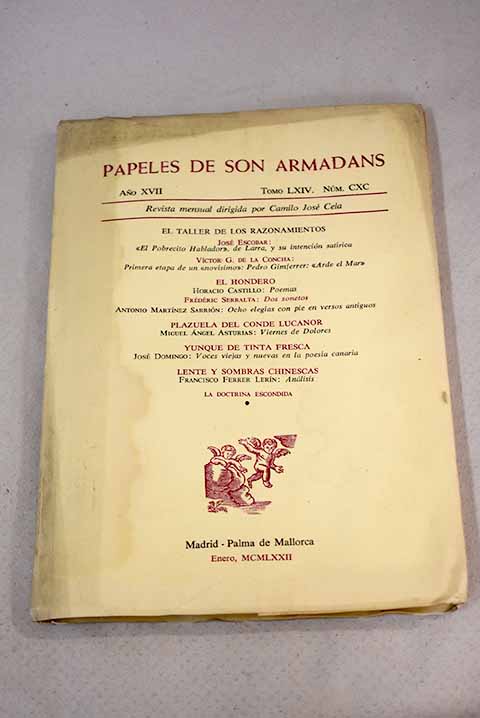 PAPELES DE SON ARMADANS
AÑO XVII TOMO LXIV. NÚM. CXC
Revista mensual dirigida por Camilo José Cela
EL TALLER DE LOS RAZONAMIENTOS
JOSÉ ESCOBAR:
«El Pobrecito Hablador», de Larra, y su intención satírica
VÍCTOR G. DE LA CONCHA:
Primera etapa de un «novísimo»: Pedro Gimferrer: «Arde el Mar»
EL HONDERO
HORACIO CASTILLO: Poemas
FRÉDÉRIC SERRALTA: Dos sonetos
ANTONIO MARTÍNEZ SARRIÓN: Ocho elegías con pie en versos antiguos
PLAZUELA DEL CONDE LUCANOR
MIGUEL ÁNGEL ASTURIAS: Viernes de Dolores
YUNQUE DE TINTA FRESCA
JOSÉ DOMINGO: Voces viejas y nuevas en la poesía canaria
LENTE Y SOMBRAS CHINESCAS
FRANCISCO FERRER LERÍN: Análisis
LA DOCTRINA ESCONDIDA
Madrid - Palma de Mallorca
Enero, MCMLXXII